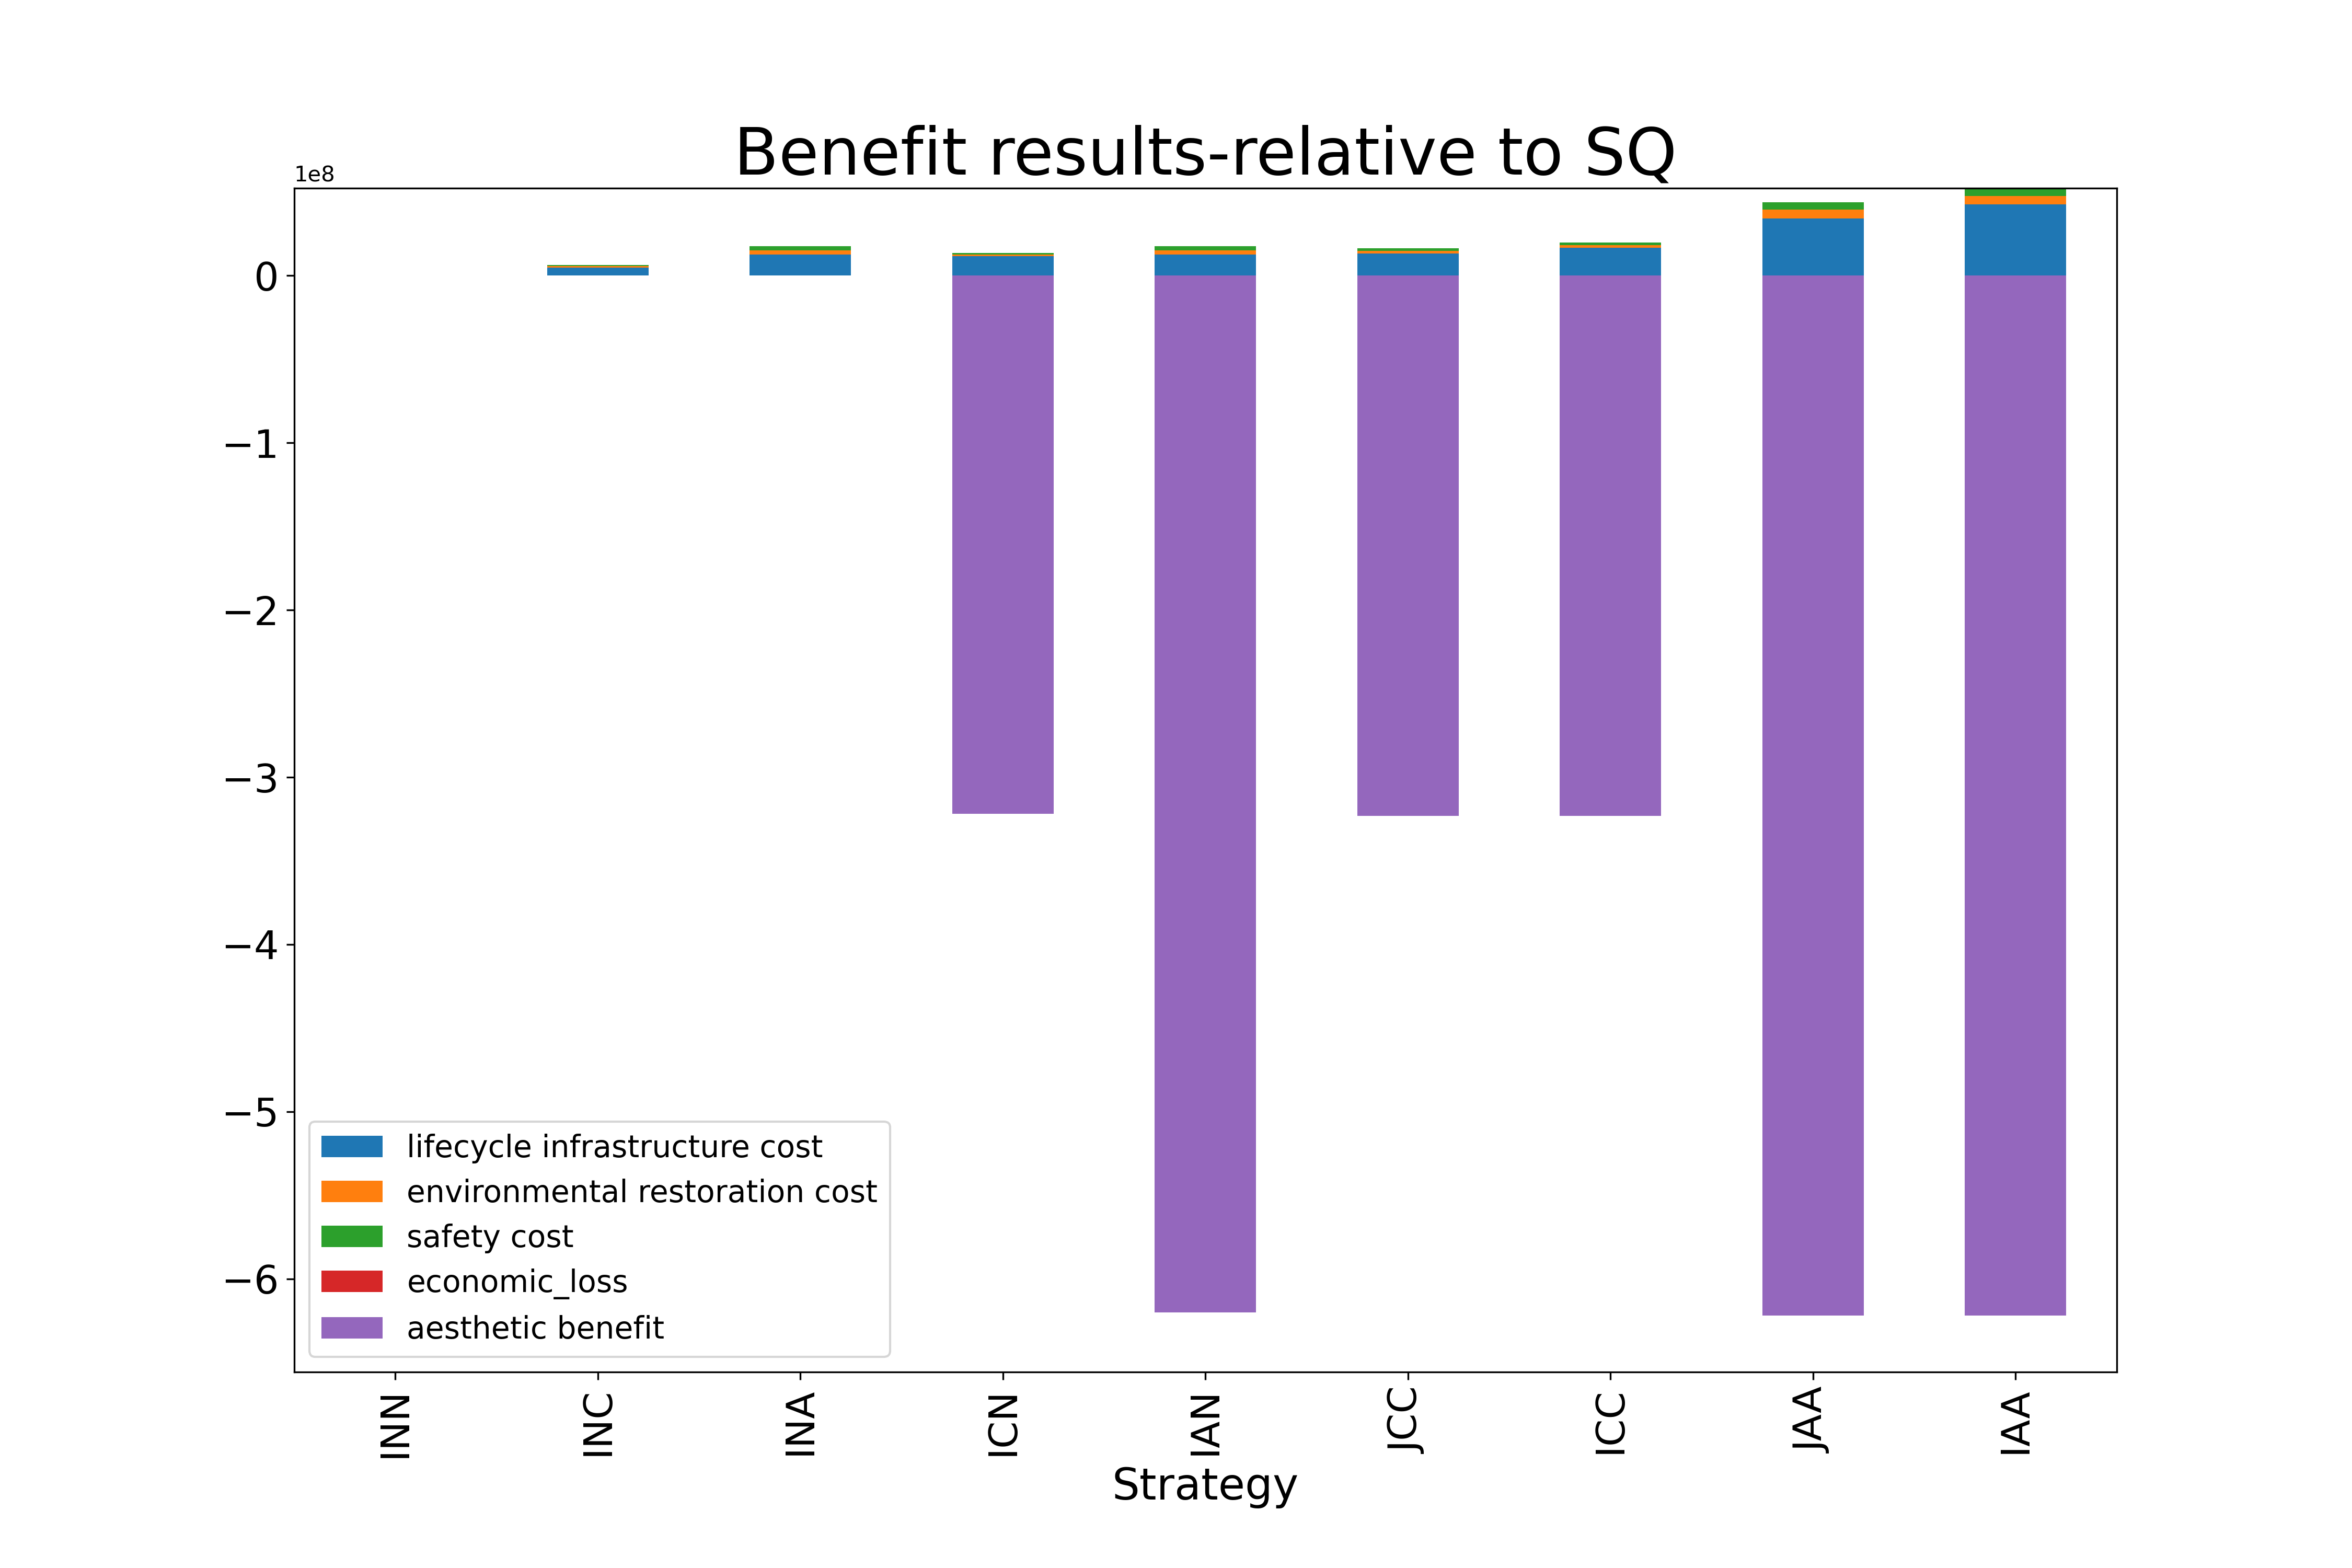 Benefit results-relative to SQ
1e8
0
−1
−2
−3
−4
−5
−6
lifecycle infrastructure cost
environmental restoration cost
safety cost
economic_loss
aesthetic benefit
INN
INC
INA
ICN
IAN
JCC
ICC
JAA
IAA
Strategy